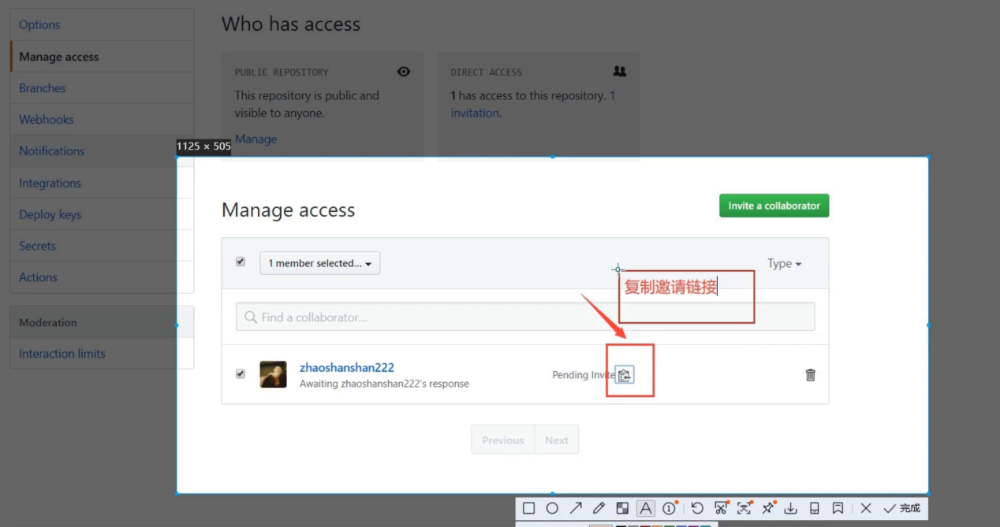 Options
Manage access
Branches
Webhooks
Notifications
Integrations
Deploy keys
Secrets
Actions
Moderation
Interaction limits
Who has access
PUBLIC REPOSITORY
This repository is public and
visible to anyone.
Manage
DIRECT ACCESS
1 has access to this repository. 1
invitation.
1125 × 505
Manage access
Invite a collaborator
1 member selected...
Type
复制邀请链接
Find a collaborator...
zhaoshanshan222
Awaiting zhaoshanshan222's response
Pending Invite
Previous
Next
完成